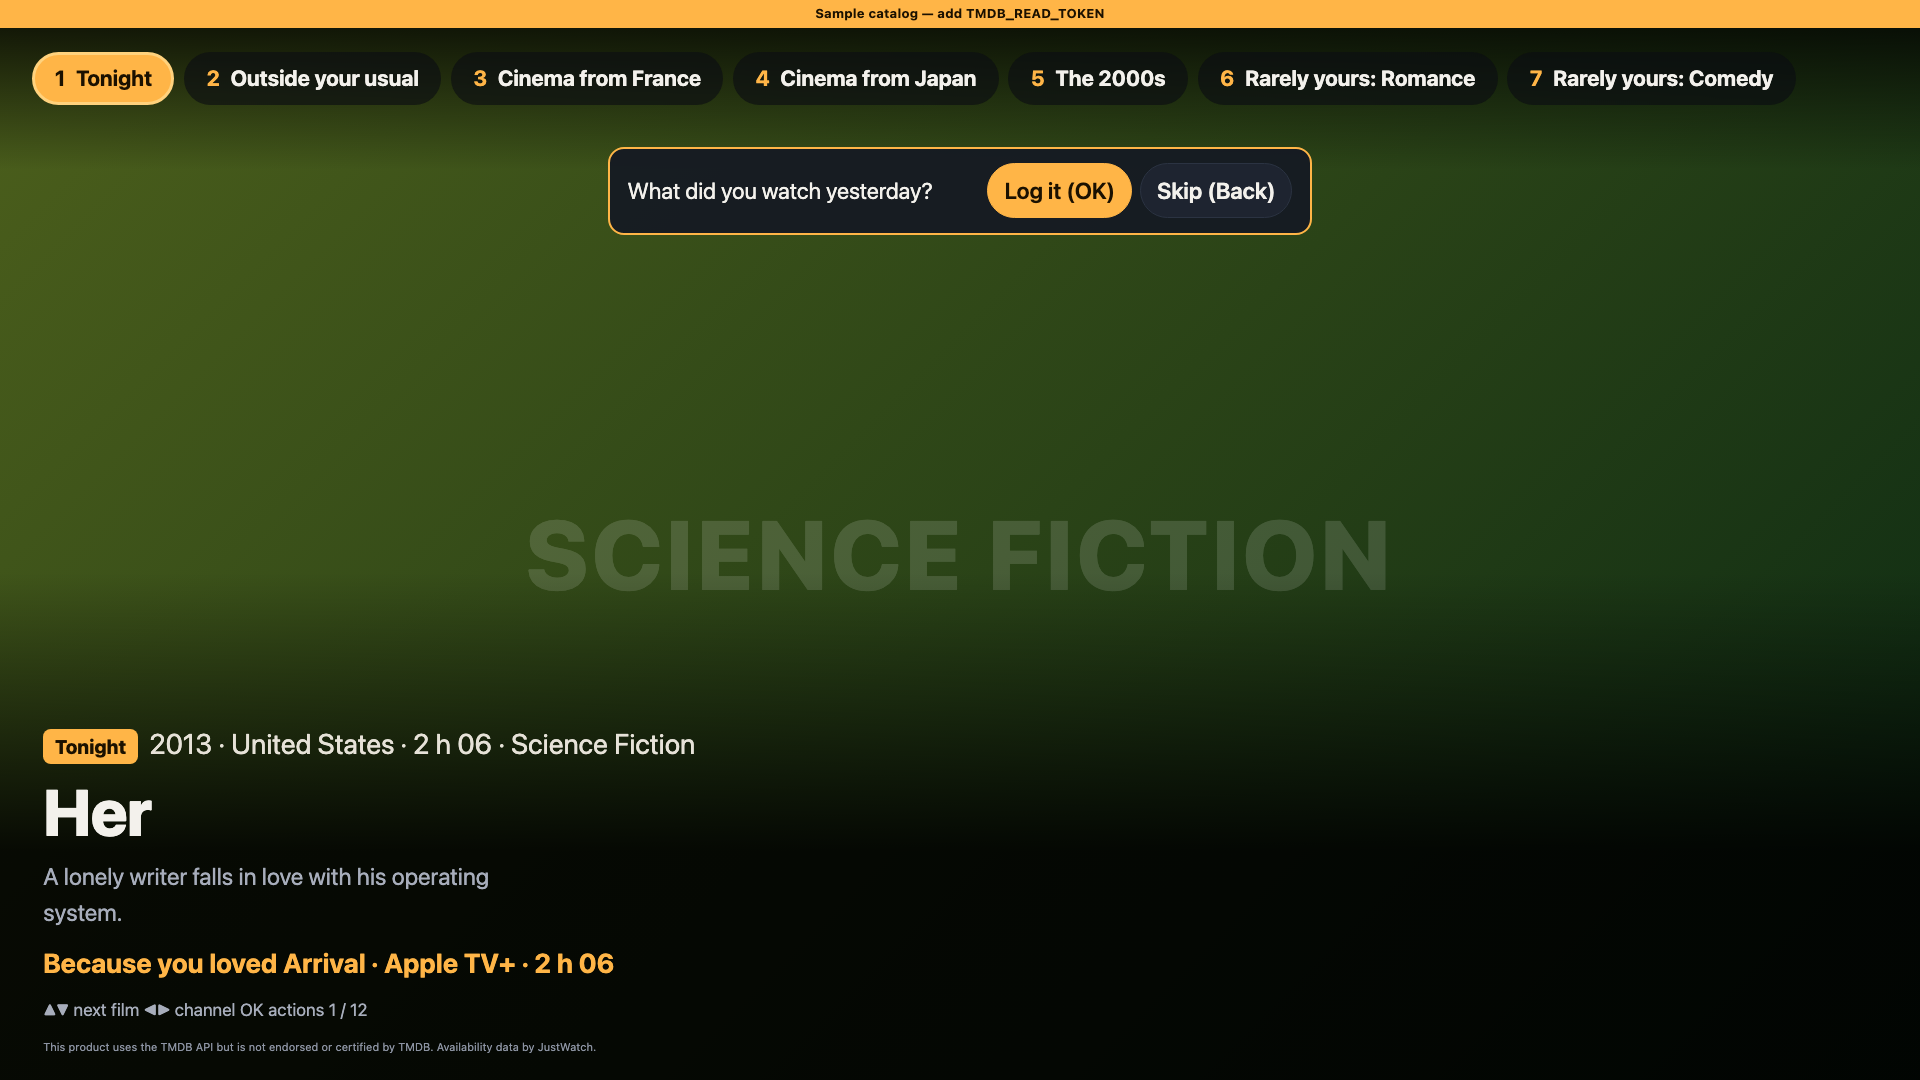 Sample catalog — add TMDB_READ_TOKEN
1 Tonight
2 Outside your usual
3 Cinema from France
4 Cinema from Japan
5 The 2000s
6 Rarely yours: Romance
7 Rarely yours: Comedy
What did you watch yesterday?
Log it (OK)
Skip (Back)
SCIENCE FICTION
Tonight 2013 · United States · 2 h 06 · Science Fiction
Her
A lonely writer falls in love with his operating
system.
Because you loved Arrival · Apple TV+ · 2 h 06
▲▼ next film ◀▶ channel OK actions 1 / 12
This product uses the TMDB API but is not endorsed or certified by TMDB. Availability data by JustWatch.